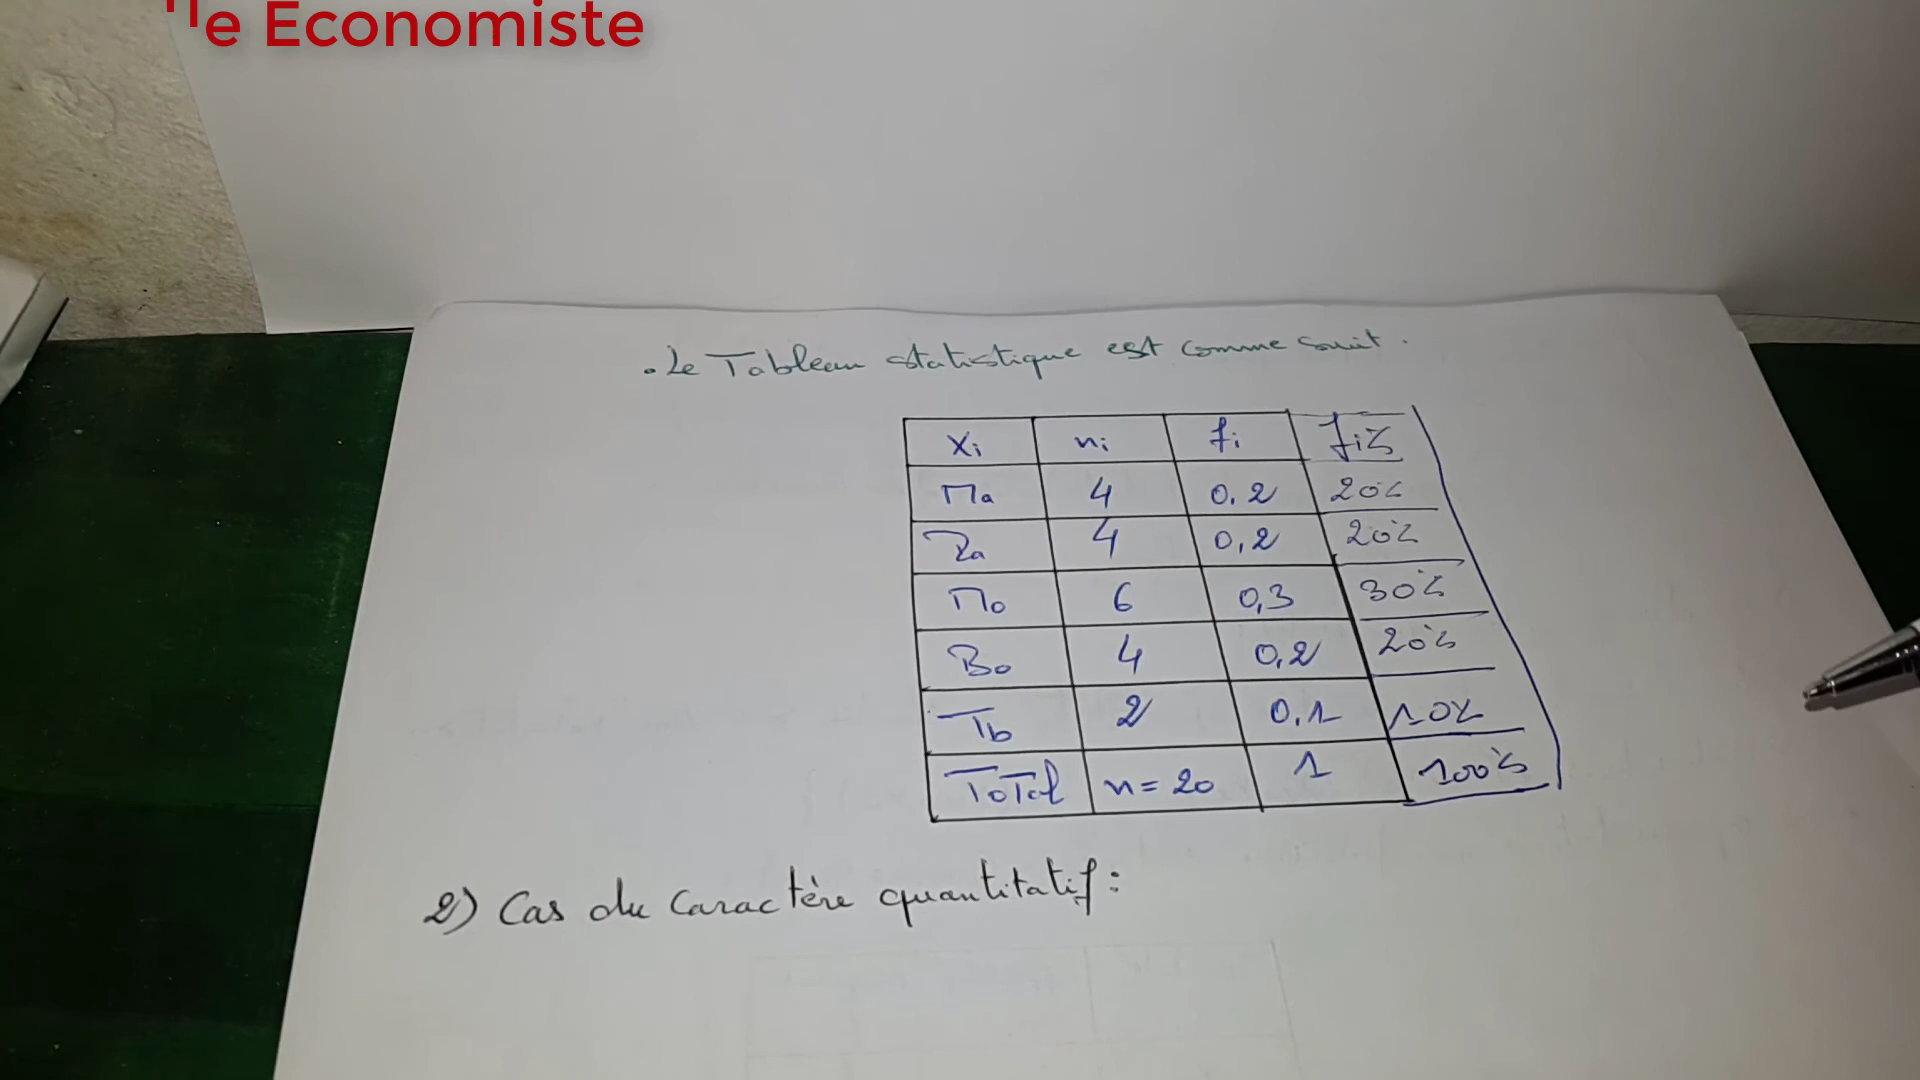 e Economiste
. Le Tableau statistique est comme suit .
Xi ni fi fi%
Ma 4 0.2 20%
Ra 4 0,2 20%
Mo 6 0,3 30%
Bo 4 0,2 20%
Tb 2 0,1 10%
ToTal n = 20 1 100%
2) Cas du Caractère quantitatif :